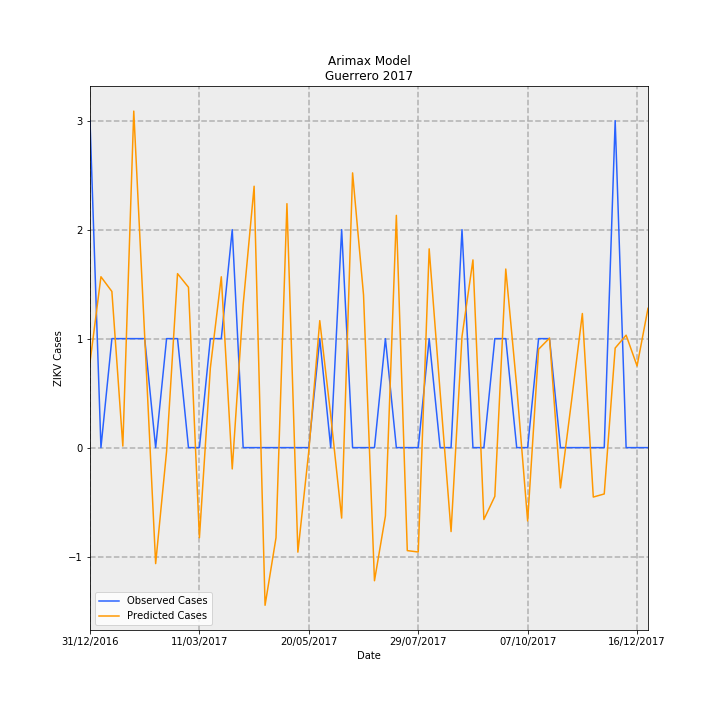 Arimax Model
Guerrero 2017
3
2
1
0
−1
ZIKV Cases
Observed Cases
Predicted Cases
31/12/2016 11/03/2017 20/05/2017 29/07/2017 07/10/2017 16/12/2017
Date